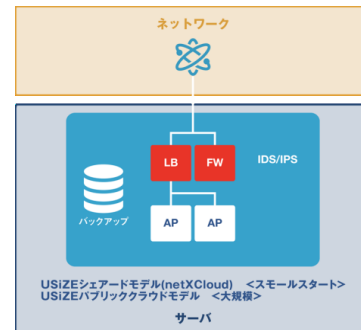 ネットワーク
LB
FW
IDS/IPS
バックアップ
AP
AP
USiZEシェアードモデル(netXCloud) <スモールスタート>
USiZEパブリッククラウドモデル <大規模>
サーバ